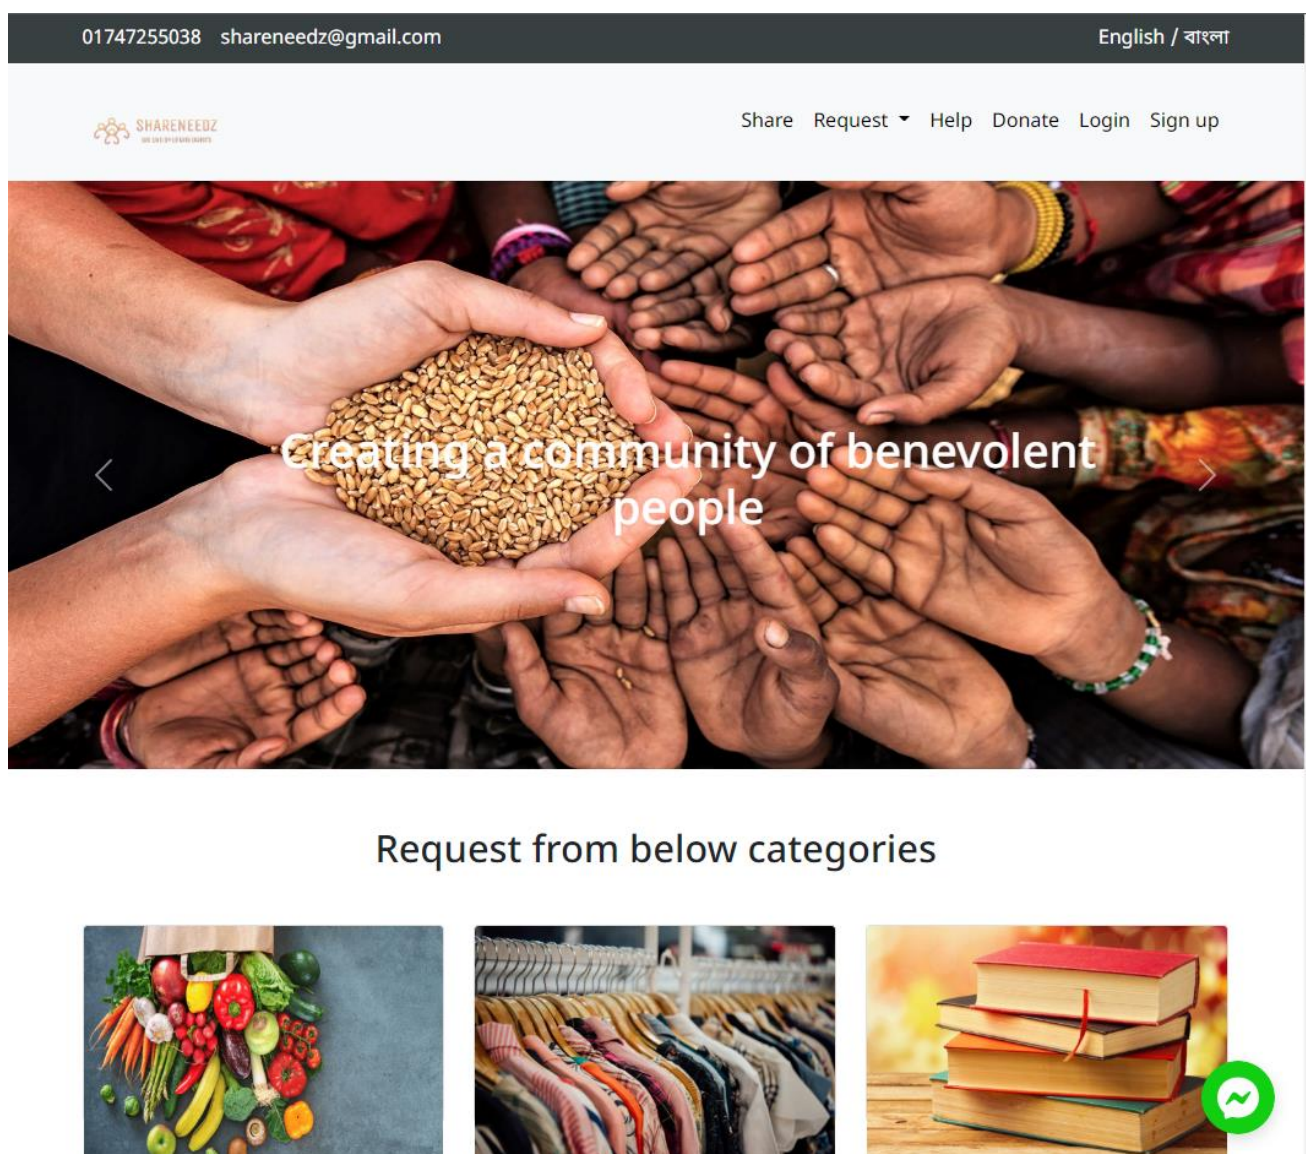 01747255038 shareneedz@gmail.com English / বাংলা
SHARENEEDZ
Share Request Help Donate Login Sign up
Creating a community of benevolent
people
Request from below categories